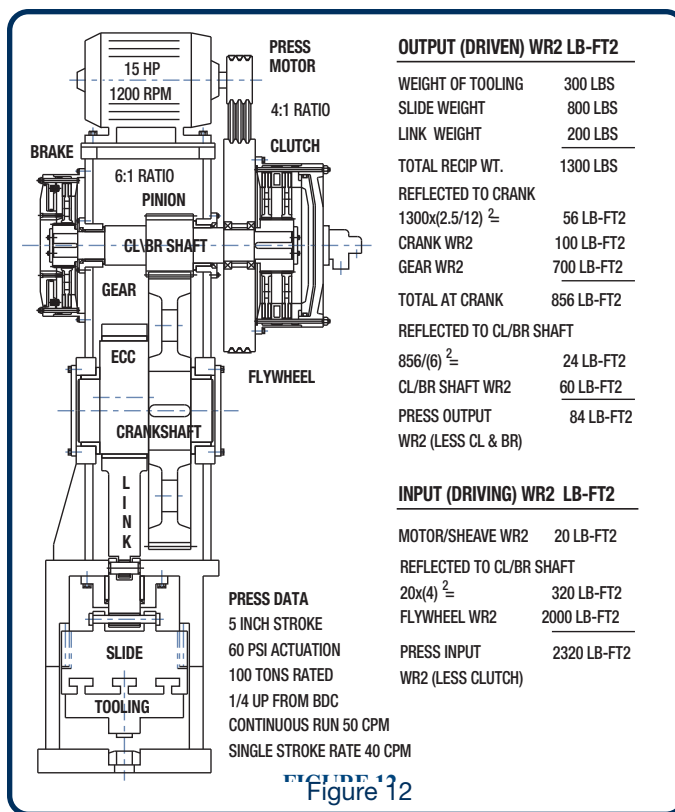 15 HP
1200 RPM
PRESS
MOTOR
4:1 RATIO
BRAKE
CLUTCH
6:1 RATIO
PINION
CL\BR SHAFT
GEAR
ECC
FLYWHEEL
CRANKSHAFT
LINK
SLIDE
TOOLING
PRESS DATA
5 INCH STROKE
60 PSI ACTUATION
100 TONS RATED
1/4 UP FROM BDC
CONTINUOUS RUN 50 CPM
SINGLE STROKE RATE 40 CPM
OUTPUT (DRIVEN) WR2 LB-FT2
WEIGHT OF TOOLING 300 LBS
SLIDE WEIGHT 800 LBS
LINK WEIGHT 200 LBS
TOTAL RECIP WT. 1300 LBS
REFLECTED TO CRANK
1300x(2.5/12) 2= 56 LB-FT2
CRANK WR2 100 LB-FT2
GEAR WR2 700 LB-FT2
TOTAL AT CRANK 856 LB-FT2
REFLECTED TO CL/BR SHAFT
856/(6) 2= 24 LB-FT2
CL/BR SHAFT WR2 60 LB-FT2
PRESS OUTPUT 84 LB-FT2
WR2 (LESS CL & BR)
INPUT (DRIVING) WR2 LB-FT2
MOTOR/SHEAVE WR2 20 LB-FT2
REFLECTED TO CL/BR SHAFT
20x(4) 2= 320 LB-FT2
FLYWHEEL WR2 2000 LB-FT2
PRESS INPUT 2320 LB-FT2
WR2 (LESS CLUTCH)
FIGURE 12
Figure 12